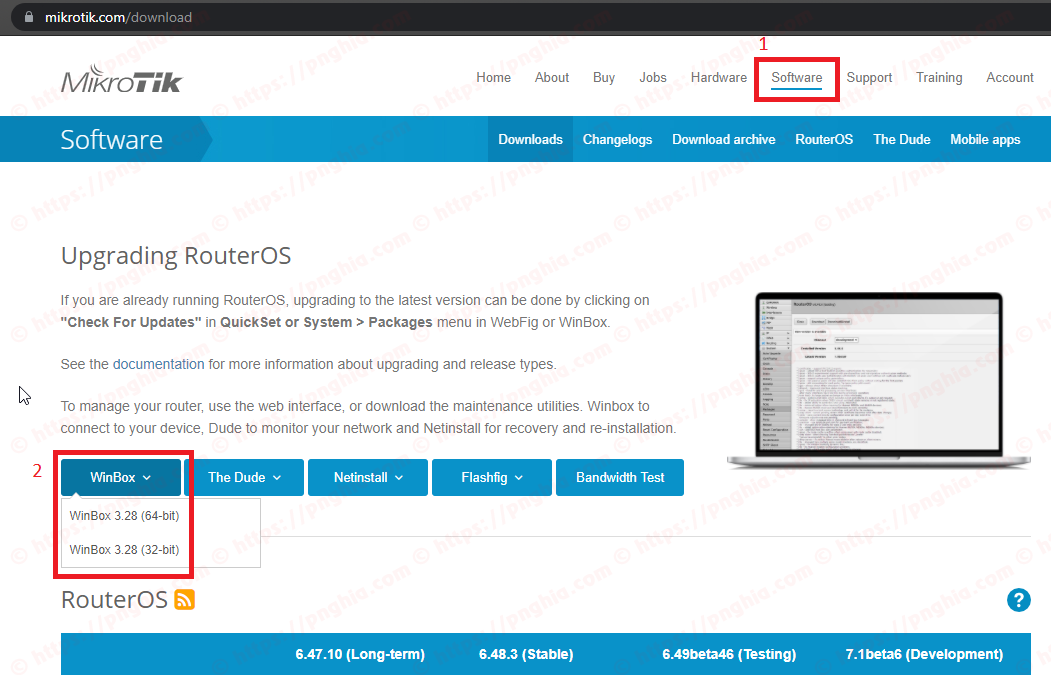 mikrotik.com/download
1
MikroTik
Home About Buy Jobs Hardware Software Support Training Account
Software
Downloads Changelogs Download archive RouterOS The Dude Mobile apps
Upgrading RouterOS
If you are already running RouterOS, upgrading to the latest version can be done by clicking on
"Check For Updates" in QuickSet or System > Packages menu in WebFig or WinBox.
See the documentation for more information about upgrading and release types.
To manage your router, use the web interface, or download the maintenance utilities. Winbox to
connect to your device, Dude to monitor your network and Netinstall for recovery and re-installation.
2
WinBox The Dude Netinstall Flashfig Bandwidth Test
WinBox 3.28 (64-bit)
WinBox 3.28 (32-bit)
RouterOS
?
6.47.10 (Long-term) 6.48.3 (Stable) 6.49beta46 (Testing) 7.1beta6 (Development)
© https://pnghia.com